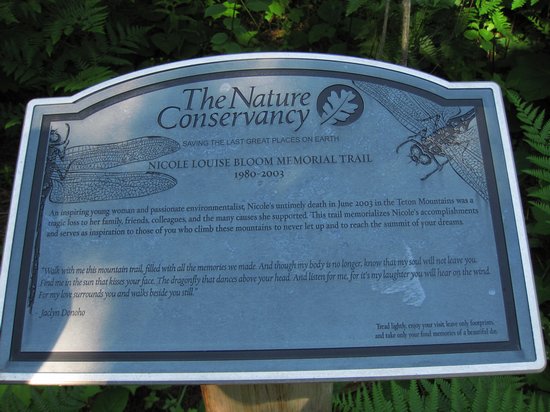 The Nature
Conservancy
SAVING THE LAST GREAT PLACES ON EARTH
NICOLE LOUISE BLOOM MEMORIAL TRAIL
1980-2003
An inspiring young woman and passionate environmentalist, Nicole's untimely death in June 2003 in the Teton Mountains was a
tragic loss to her family, friends, colleagues, and the many causes she supported. This trail memorializes Nicole's accomplishments
and serves as inspiration to those of you who climb these mountains to never let up and to reach the summit of your dreams.
"Walk with me this mountain trail, filled with all the memories we made. And though my body is no longer, know that my soul will not leave you.
Find me in the sun that kisses your face. The dragonfly that dances above your head. And listen for me, for it's my laughter you will hear on the wind.
For my love surrounds you and walks beside you still."
Jaclyn Donoho
Tread lightly, enjoy your visit, leave only footprints,
and take only your fond memories of a beautiful day.